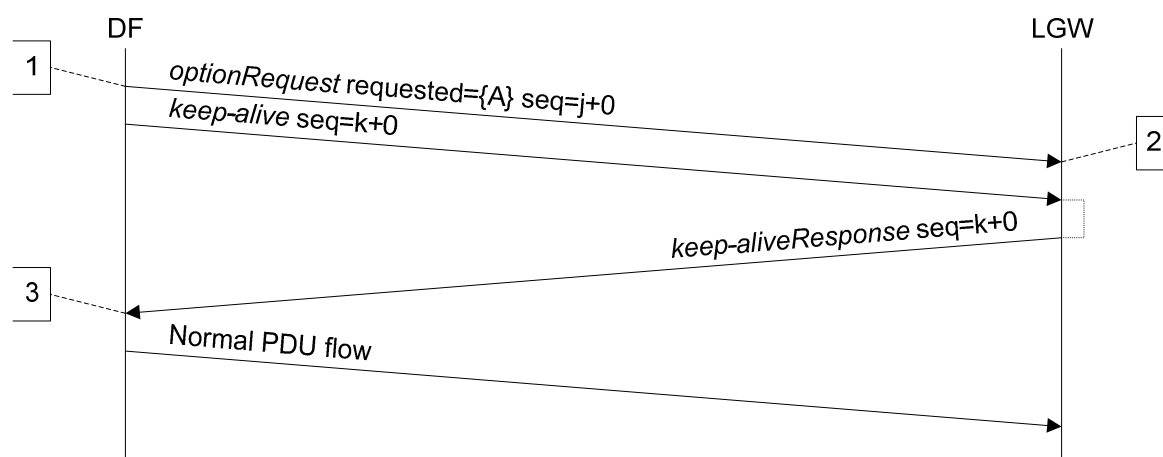 DF
LGW
1
optionRequest requested={A} seq=j+0
keep-alive seq=k+0
2
keep-aliveResponse seq=k+0
3
Normal PDU flow